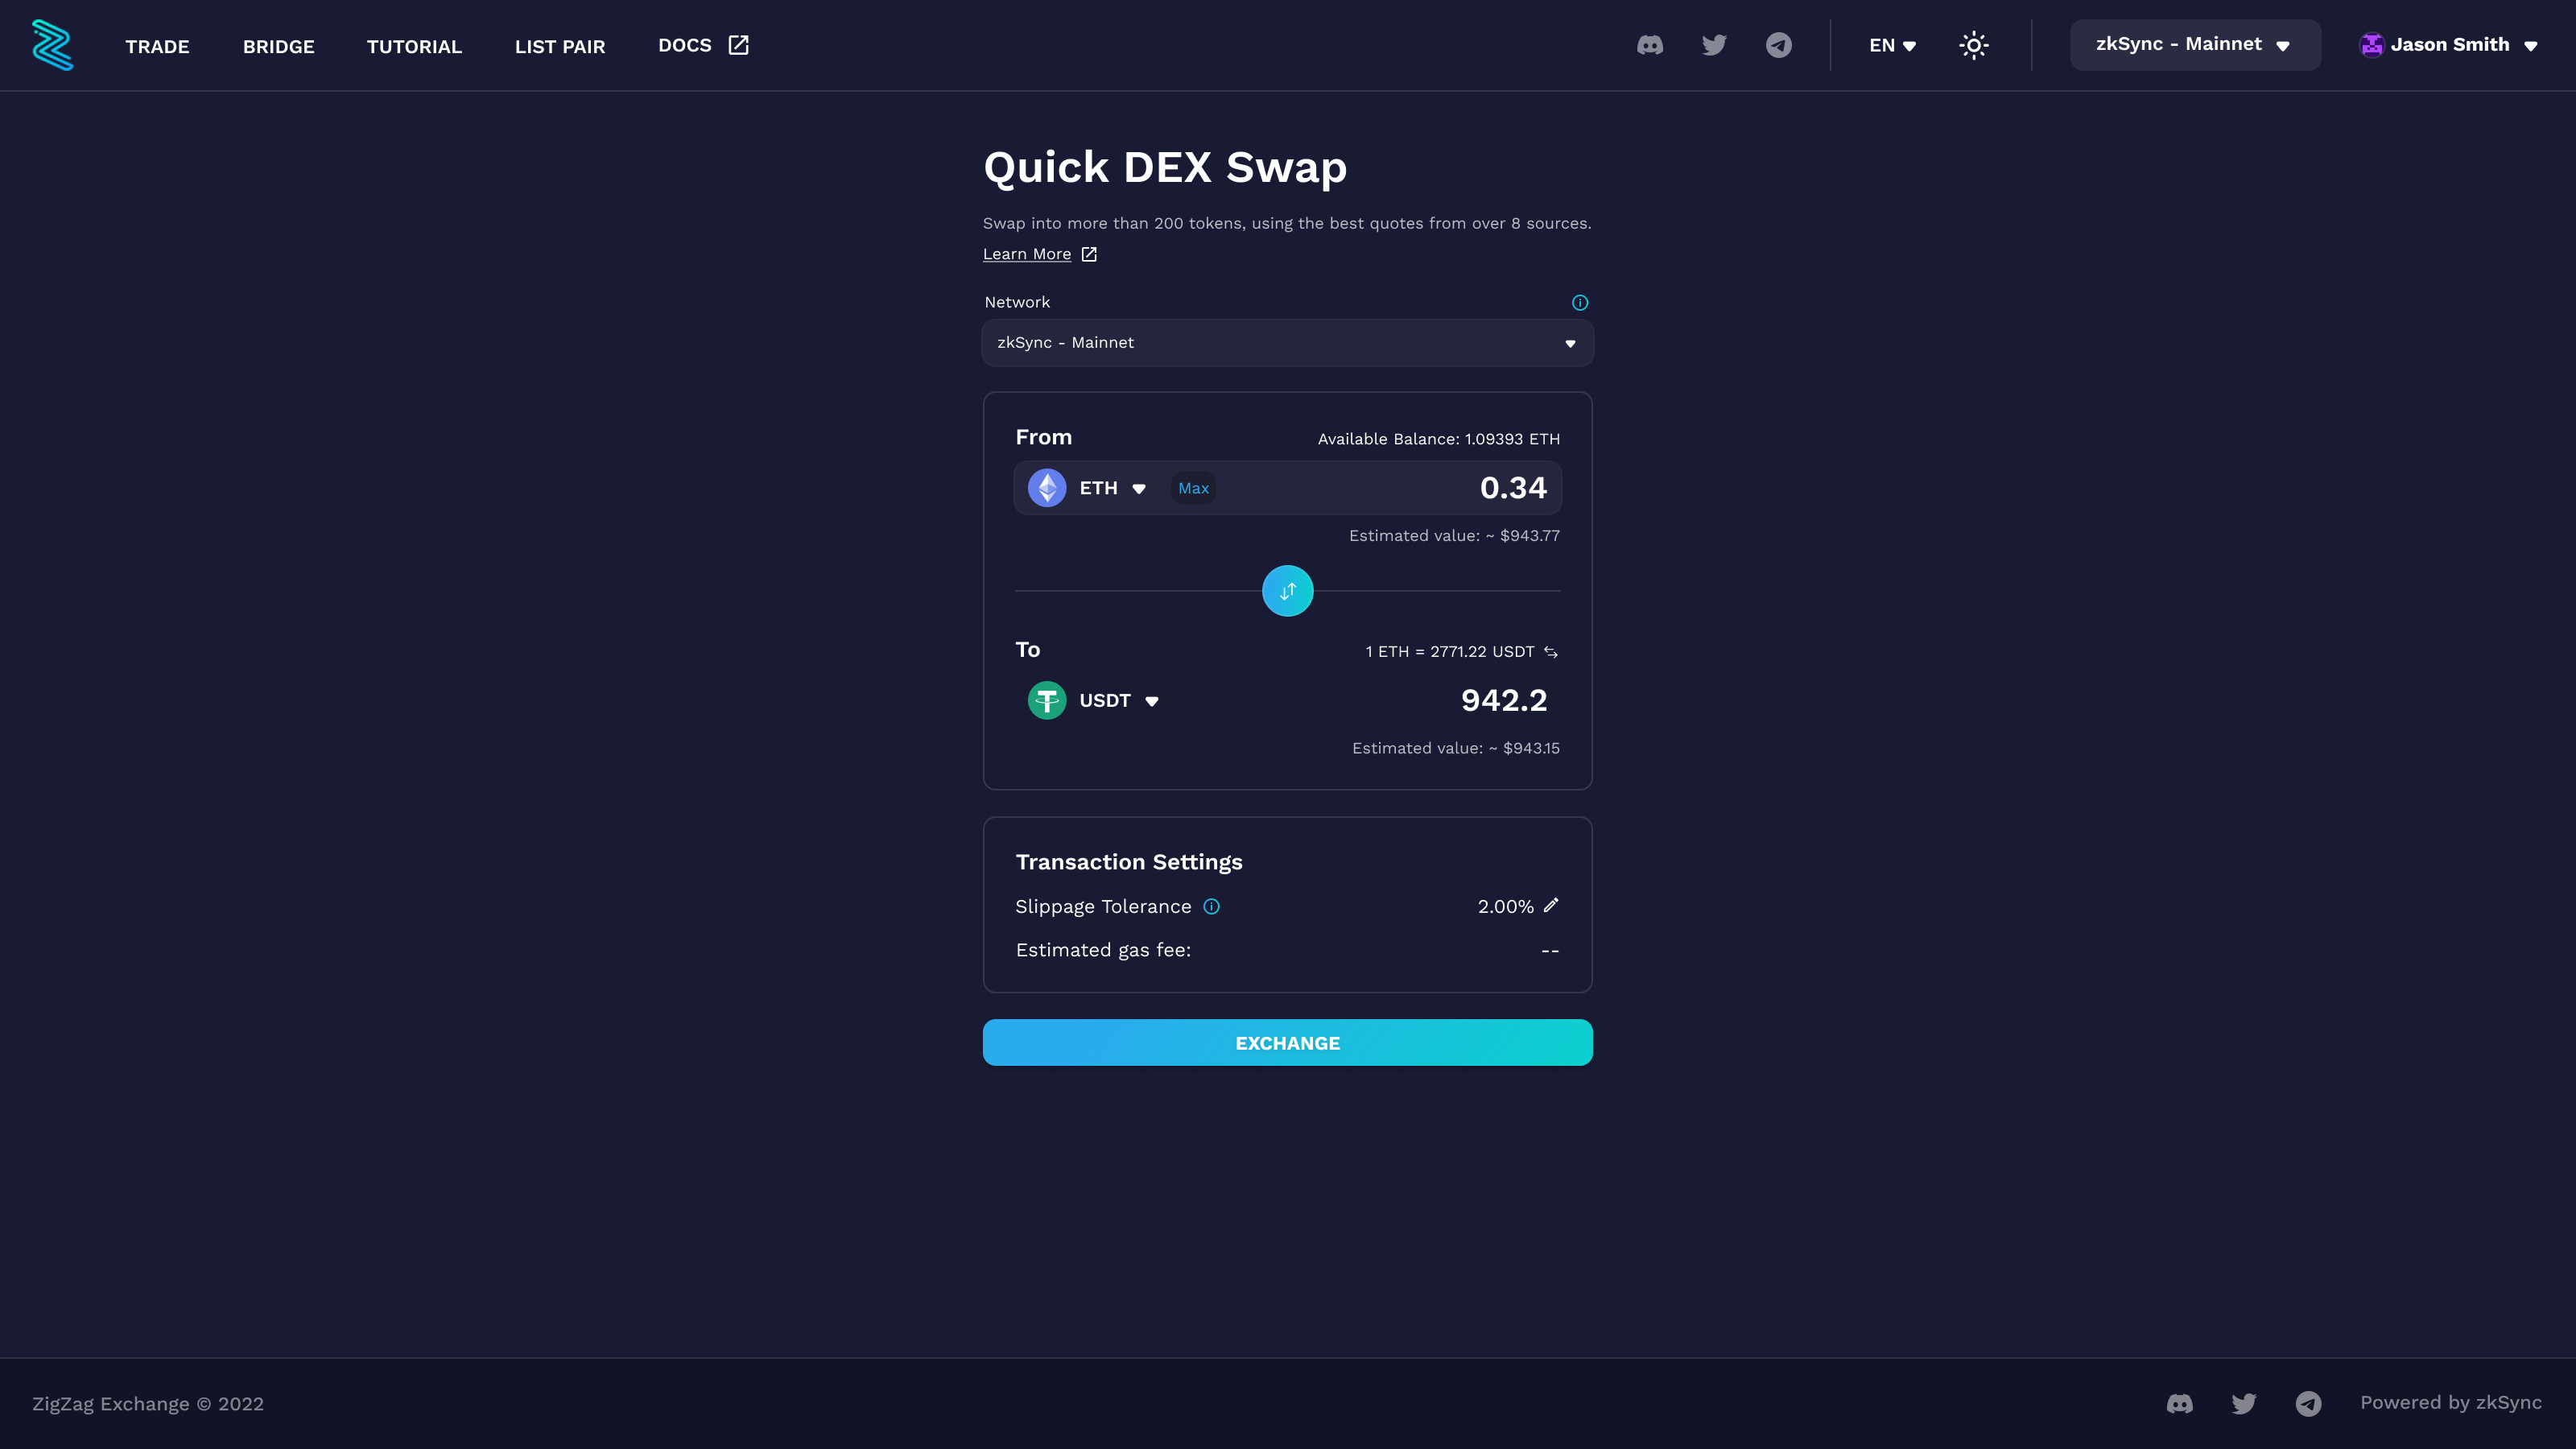 TRADE BRIDGE TUTORIAL LIST PAIR DOCS EN zkSync - Mainnet Jason Smith
Quick DEX Swap
Swap into more than 200 tokens, using the best quotes from over 8 sources.
Learn More
Network
zkSync - Mainnet
From Available Balance: 1.09393 ETH
ETH Max 0.34
Estimated value: ~ $943.77
To 1 ETH = 2771.22 USDT
USDT 942.2
Estimated value: ~ $943.15
Transaction Settings
Slippage Tolerance 2.00%
Estimated gas fee: --
EXCHANGE
ZigZag Exchange © 2022 Powered by zkSync